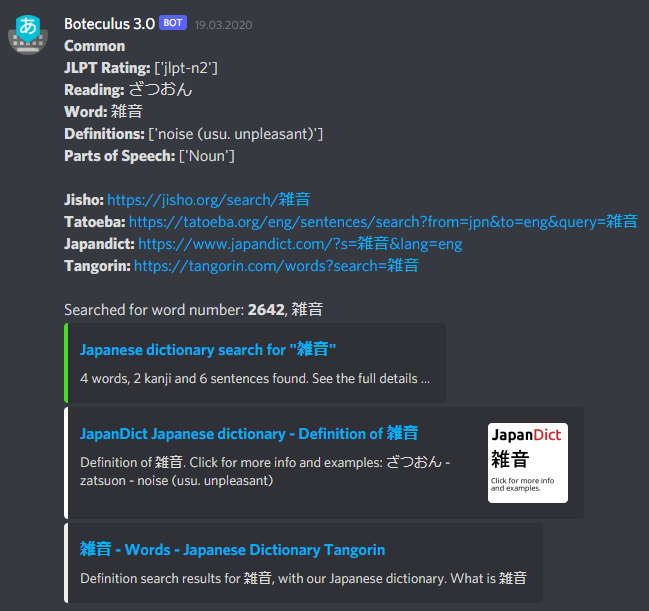 あ
Boteculus 3.0 BOT 19.03.2020
Common
JLPT Rating: ['jlpt-n2']
Reading: ざつおん
Word: 雑音
Definitions: ['noise (usu. unpleasant)']
Parts of Speech: ['Noun']
Jisho: https://jisho.org/search/雑音
Tatoeba: https://tatoeba.org/eng/sentences/search?from=jpn&to=eng&query=雑音
Japandict: https://www.japandict.com/?s=雑音&lang=eng
Tangorin: https://tangorin.com/words?search=雑音
Searched for word number: 2642, 雑音
Japanese dictionary search for "雑音"
4 words, 2 kanji and 6 sentences found. See the full details ...
JapanDict Japanese dictionary - Definition of 雑音
Definition of 雑音. Click for more info and examples: ざつおん -
zatsuon - noise (usu. unpleasant)
JapanDict
雑音
Click for more info
and examples.
雑音 - Words - Japanese Dictionary Tangorin
Definition search results for 雑音, with our Japanese dictionary. What is 雑音